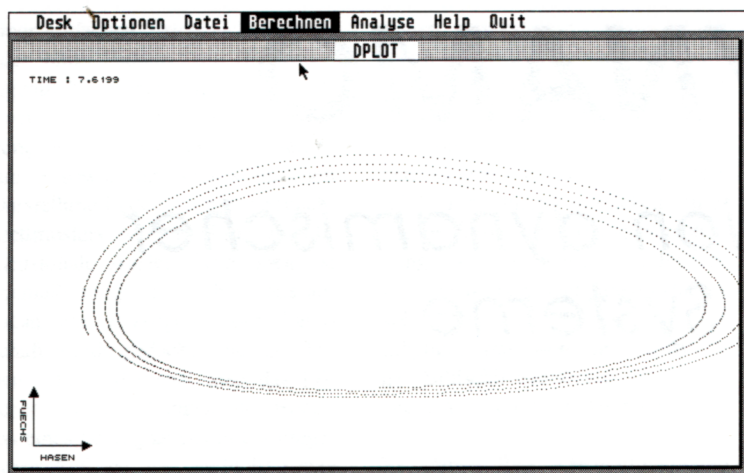 Desk Optionen Datei Berechnen Analyse Help Quit
DPLOT
TIME : 7.6199
FUECHS
HASEN